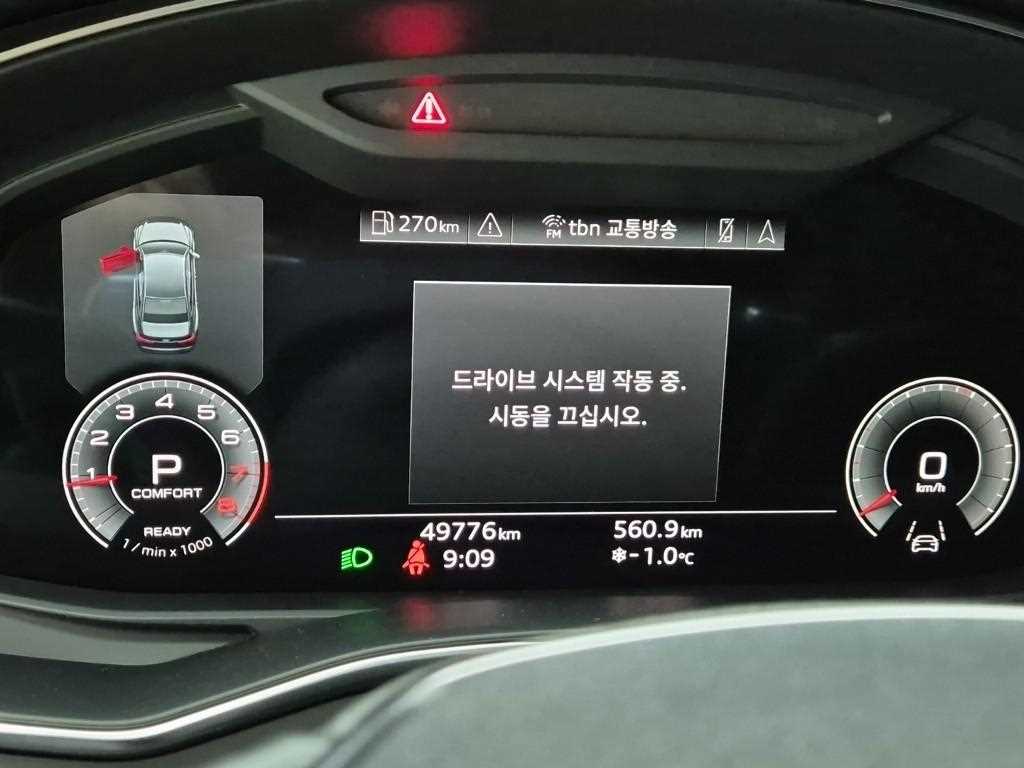 270km
FM tbn 교통방송
드라이브 시스템 작동 중.
시동을 끄십시오.
1 2 3 4 5 6 7 8
P
COMFORT
READY
1 / min x 1000
0
km/h
49776km
560.9km
9:09
-1.0°C